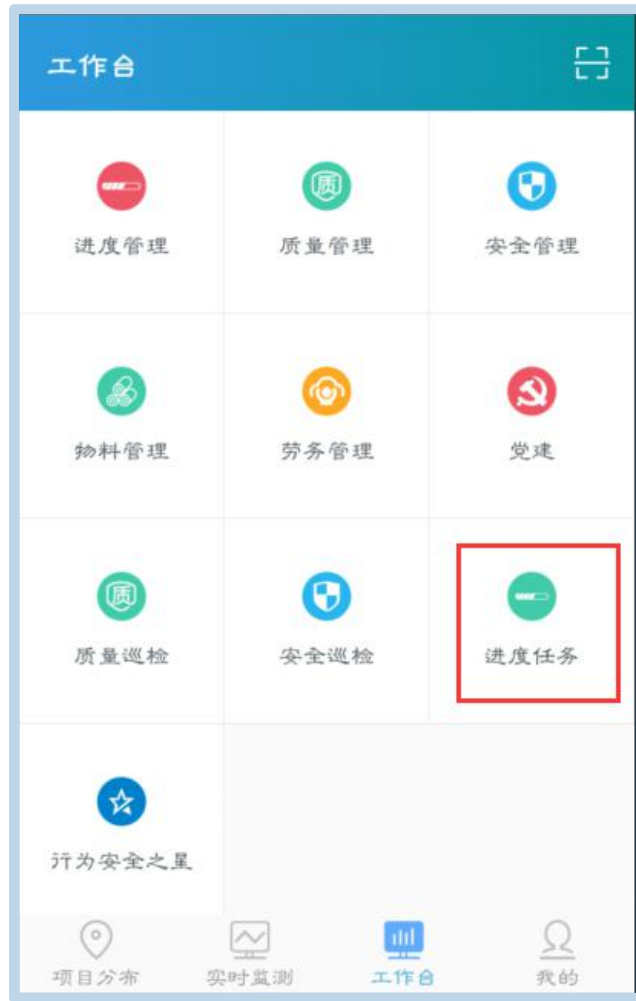 工作台
进度管理 质量管理 安全管理
物料管理 劳务管理 党建
质
质 质量巡检 安全巡检 进度任务
行为安全之星
项目分布 实时监测 工作台 我的